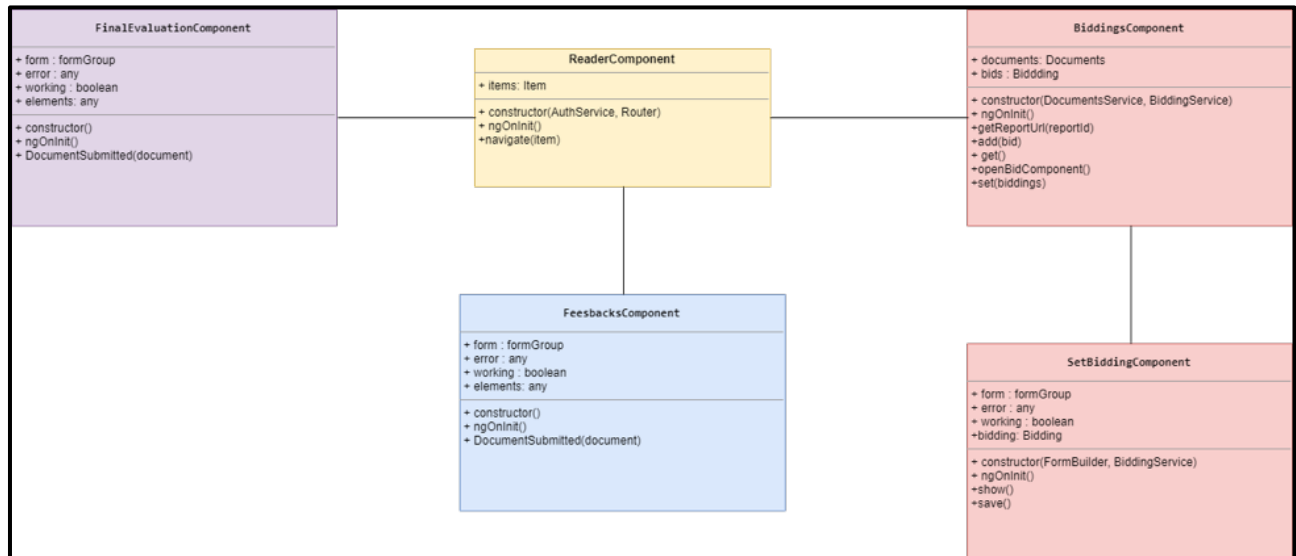 FinalEvaluationComponent
+ form : formGroup
+ error : any
+ working : boolean
+ elements: any
+ constructor()
+ ngOnInit()
+ DocumentSubmitted(document)
ReaderComponent
+ items: Item
+ constructor(AuthService, Router)
+ ngOnInit()
+navigate(item)
BiddingsComponent
+ documents: Documents
+ bids : Biddding
+ constructor(DocumentsService, BiddingService)
+ ngOnInit()
+getReportUrl(reportId)
+add(bid)
+ get()
+openBidComponent()
+set(biddings)
FeesbacksComponent
+ form : formGroup
+ error : any
+ working : boolean
+ elements: any
+ constructor()
+ ngOnInit()
+ DocumentSubmitted(document)
SetBiddingComponent
+ form : formGroup
+ error : any
+ working : boolean
+bidding: Bidding
+ constructor(FormBuilder, BiddingService)
+ ngOnInit()
+show()
+save()